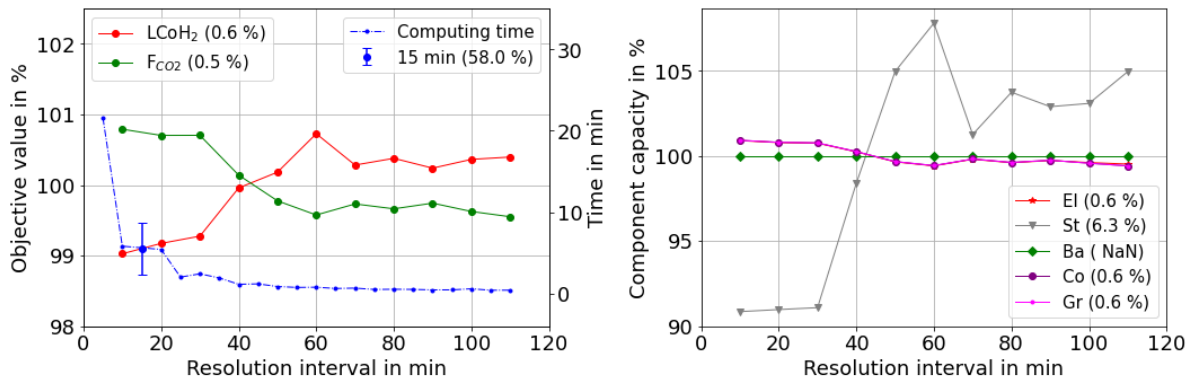 LCoH₂ (0.6 %)
F_CO2 (0.5 %)
Computing time
15 min (58.0 %)
Objective value in %
102
101
100
99
98
Time in min
30
20
10
0
0 20 40 60 80 100 120
Resolution interval in min
Component capacity in %
105
100
95
90
El (0.6 %)
St (6.3 %)
Ba ( NaN)
Co (0.6 %)
Gr (0.6 %)
0 20 40 60 80 100 120
Resolution interval in min